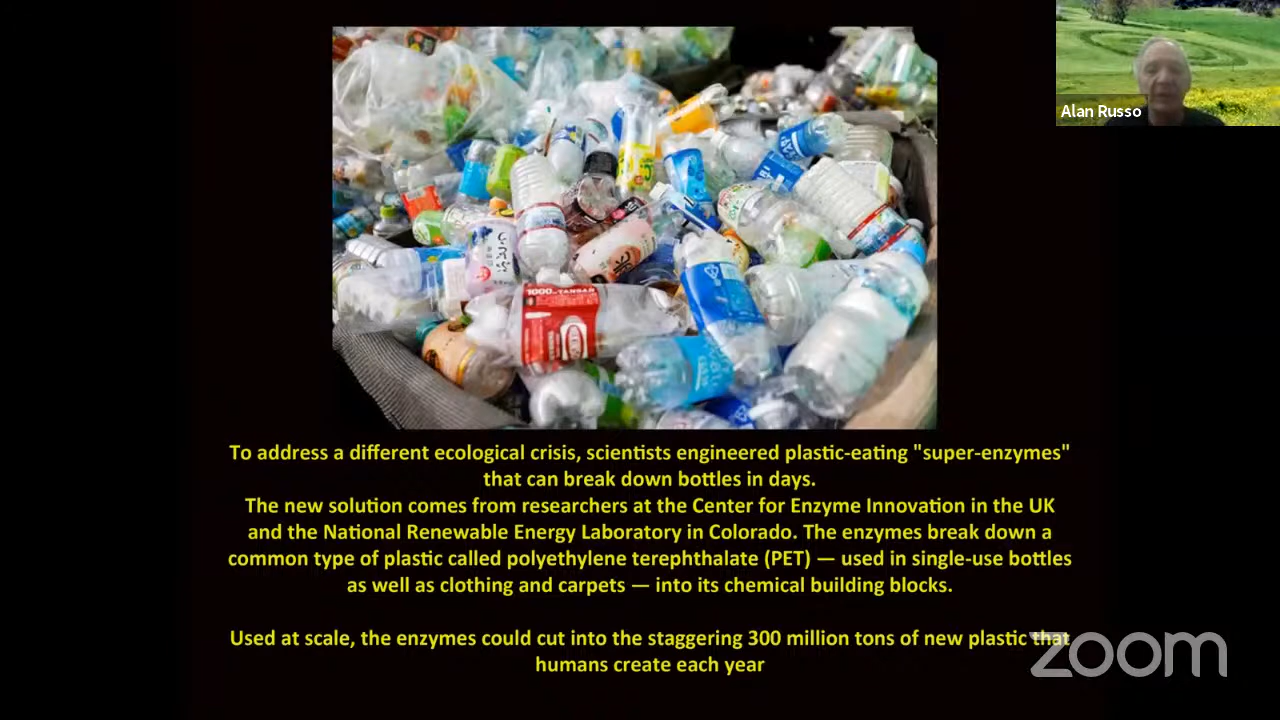 Alan Russo
1000ml TANSAN
To address a different ecological crisis, scientists engineered plastic-eating "super-enzymes"
that can break down bottles in days.
The new solution comes from researchers at the Center for Enzyme Innovation in the UK
and the National Renewable Energy Laboratory in Colorado. The enzymes break down a
common type of plastic called polyethylene terephthalate (PET) — used in single-use bottles
as well as clothing and carpets — into its chemical building blocks.
Used at scale, the enzymes could cut into the staggering 300 million tons of new plastic that
humans create each year
zoom